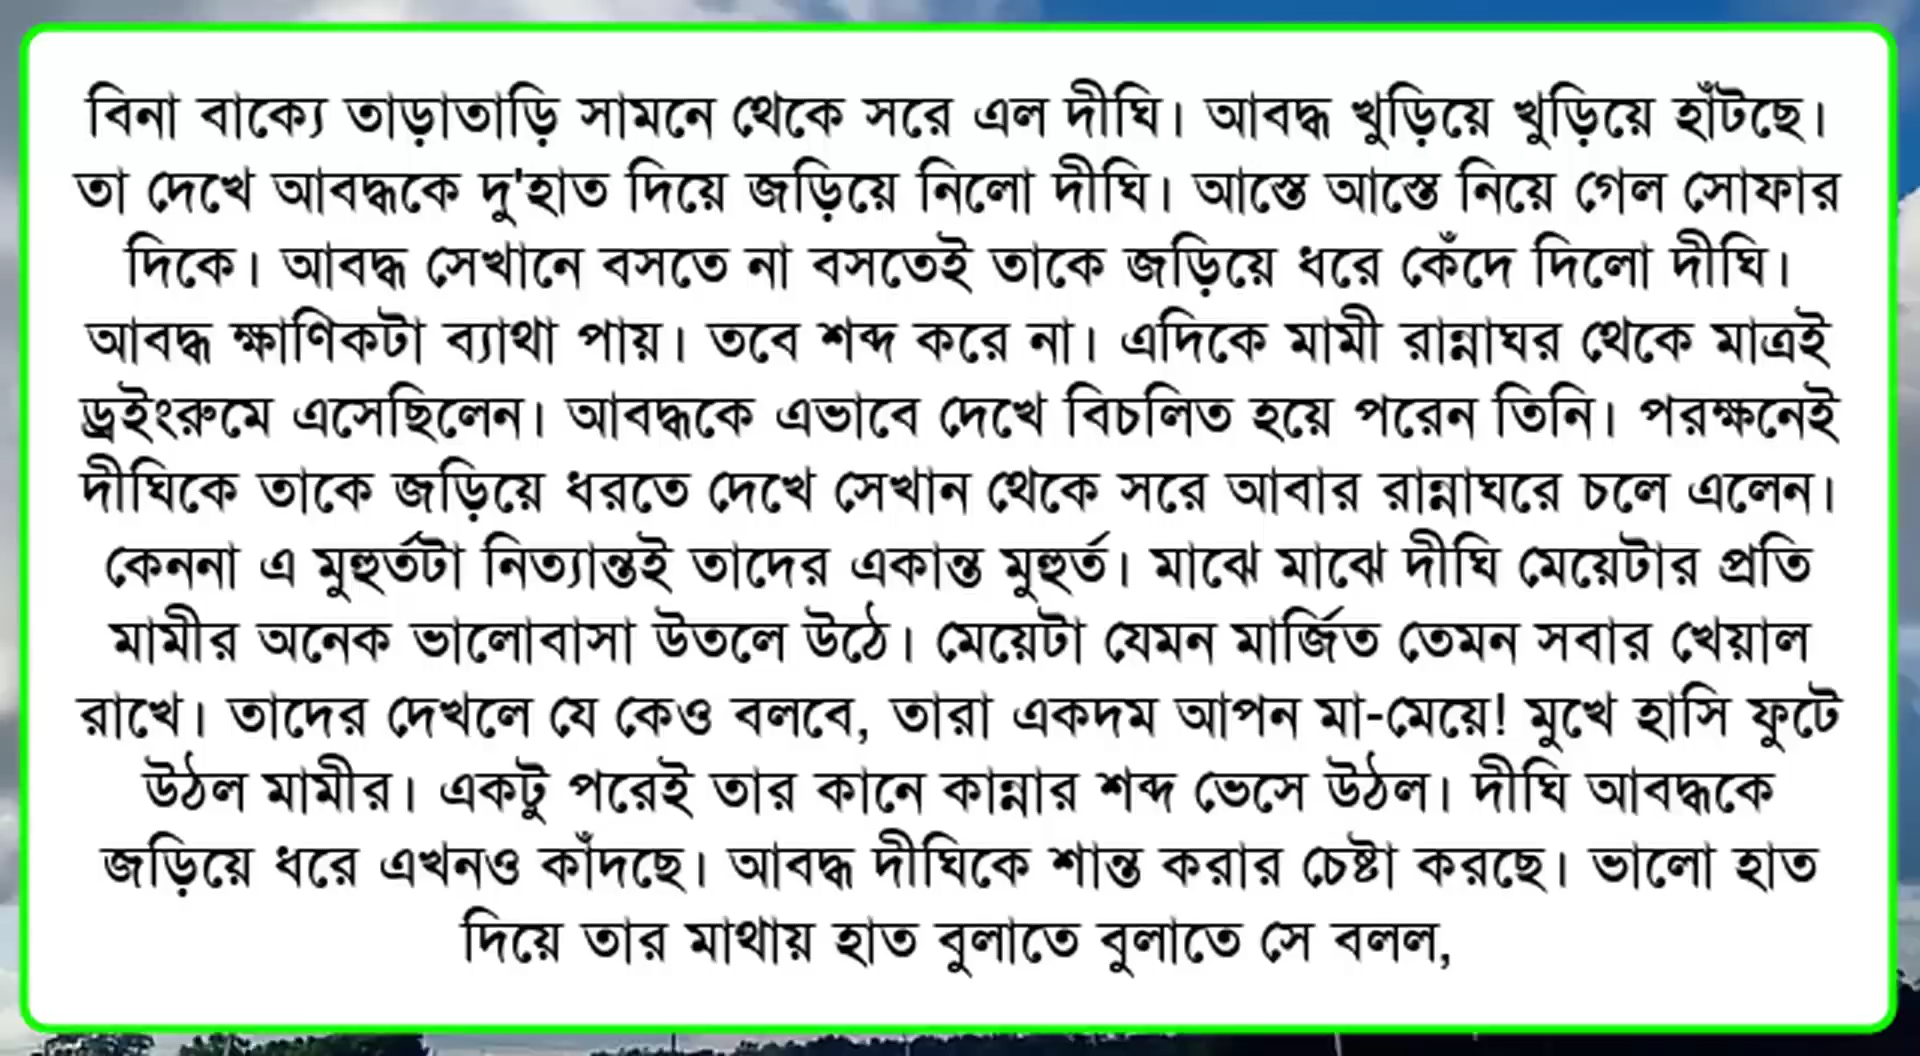 বিনা বাক্যে তাড়াতাড়ি সামনে থেকে সরে এল দীঘি। আবদ্ধ খুড়িয়ে খুড়িয়ে হাঁটছে।
তা দেখে আবদ্ধকে দু'হাত দিয়ে জড়িয়ে নিলো দীঘি। আস্তে আস্তে নিয়ে গেল সোফার
দিকে। আবদ্ধ সেখানে বসতে না বসতেই তাকে জড়িয়ে ধরে কেঁদে দিলো দীঘি।
আবদ্ধ ক্ষাণিকটা ব্যাথা পায়। তবে শব্দ করে না। এদিকে মামী রান্নাঘর থেকে মাত্রই
ড্রইংরুমে এসেছিলেন। আবদ্ধকে এভাবে দেখে বিচলিত হয়ে পরেন তিনি। পরক্ষনেই
দীঘিকে তাকে জড়িয়ে ধরতে দেখে সেখান থেকে সরে আবার রান্নাঘরে চলে এলেন।
কেননা এ মুহুর্তটা নিত্যান্তই তাদের একান্ত মুহুর্ত। মাঝে মাঝে দীঘি মেয়েটার প্রতি
মামীর অনেক ভালোবাসা উতলে উঠে। মেয়েটা যেমন মার্জিত তেমন সবার খেয়াল
রাখে। তাদের দেখলে যে কেও বলবে, তারা একদম আপন মা-মেয়ে! মুখে হাসি ফুটে
উঠল মামীর। একটু পরেই তার কানে কান্নার শব্দ ভেসে উঠল। দীঘি আবদ্ধকে
জড়িয়ে ধরে এখনও কাঁদছে। আবদ্ধ দীঘিকে শান্ত করার চেষ্টা করছে। ভালো হাত
দিয়ে তার মাথায় হাত বুলাতে বুলাতে সে বলল,